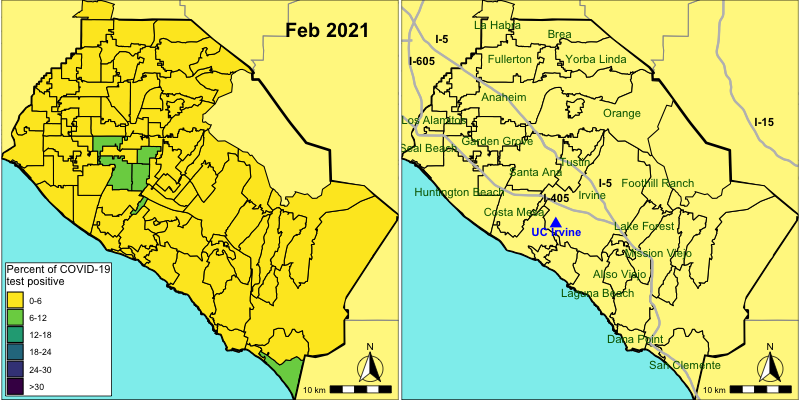 Feb 2021
Percent of COVID-19
test positive
0-6
6-12
12-18
18-24
24-30
>30
N
10 km
La Habra
Brea
I-5
I-605
Fullerton
Yorba Linda
Anaheim
Orange
Los Alamitos
I-15
Garden Grove
Seal Beach
Tustin
Santa Ana
I-5
Foothill Ranch
Huntington Beach
Irvine
I-405
Costa Mesa
UC Irvine
Lake Forest
Mission Viejo
Aliso Viejo
Laguna Beach
Dana Point
San Clemente
N
10 km